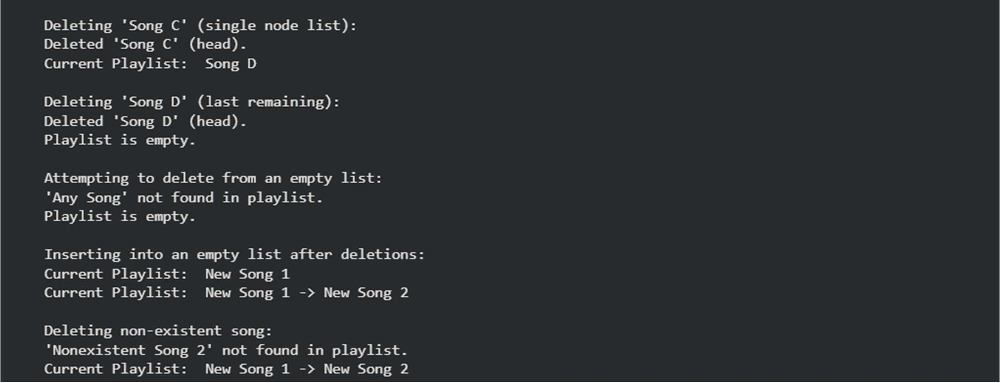 Deleting 'Song C' (single node list):
Deleted 'Song C' (head).
Current Playlist:  Song D

Deleting 'Song D' (last remaining):
Deleted 'Song D' (head).
Playlist is empty.

Attempting to delete from an empty list:
'Any Song' not found in playlist.
Playlist is empty.

Inserting into an empty list after deletions:
Current Playlist:  New Song 1
Current Playlist:  New Song 1 -> New Song 2

Deleting non-existent song:
'Nonexistent Song 2' not found in playlist.
Current Playlist:  New Song 1 -> New Song 2